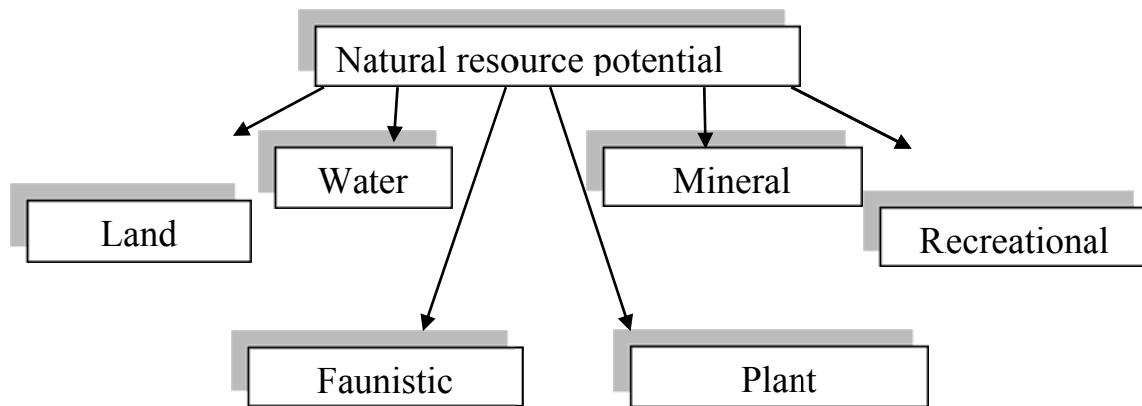 Natural resource potential
Water
Mineral
Land
Recreational
Faunistic
Plant